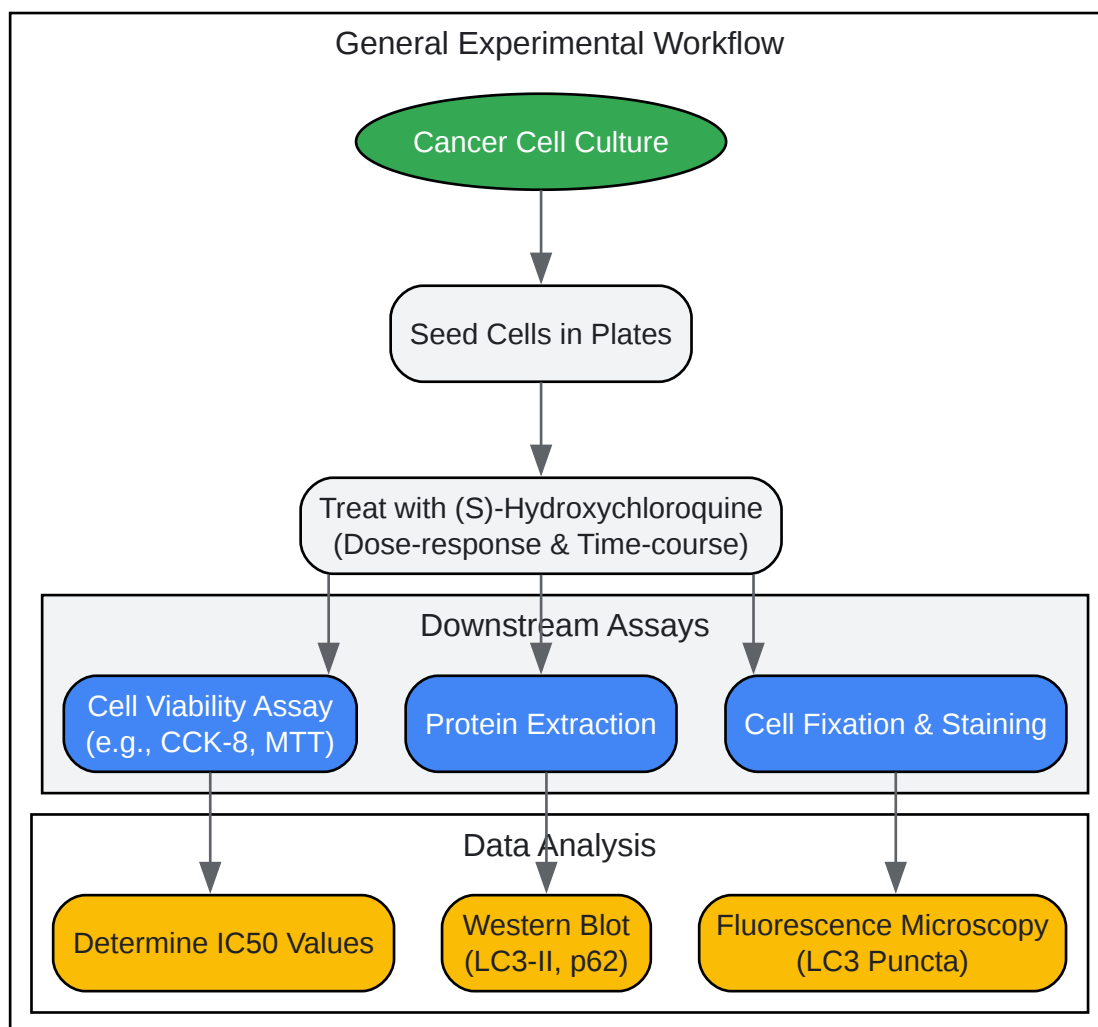 General Experimental Workflow
Cancer Cell Culture
Seed Cells in Plates
Treat with (S)-Hydroxychloroquine
(Dose-response & Time-course)
Downstream Assays
Cell Viability Assay
(e.g., CCK-8, MTT)
Protein Extraction
Cell Fixation & Staining
Data Analysis
Determine IC50 Values
Western Blot
(LC3-II, p62)
Fluorescence Microscopy
(LC3 Puncta)